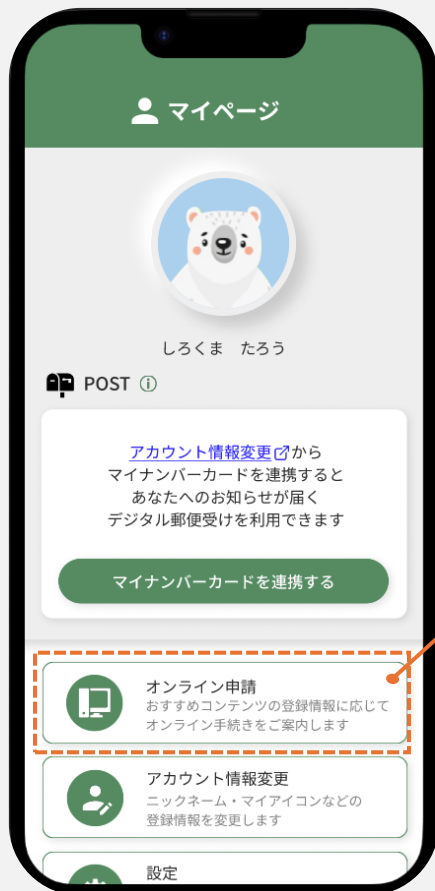 マイページ
しろくま　たろう
POST
アカウント情報変更から
マイナンバーカードを連携すると
あなたへのお知らせが届く
デジタル郵便受けを利用できます
マイナンバーカードを連携する
オンライン申請
おすすめコンテンツの登録情報に応じて
オンライン手続きをご案内します
アカウント情報変更
ニックネーム・マイアイコンなどの
登録情報を変更します
設定